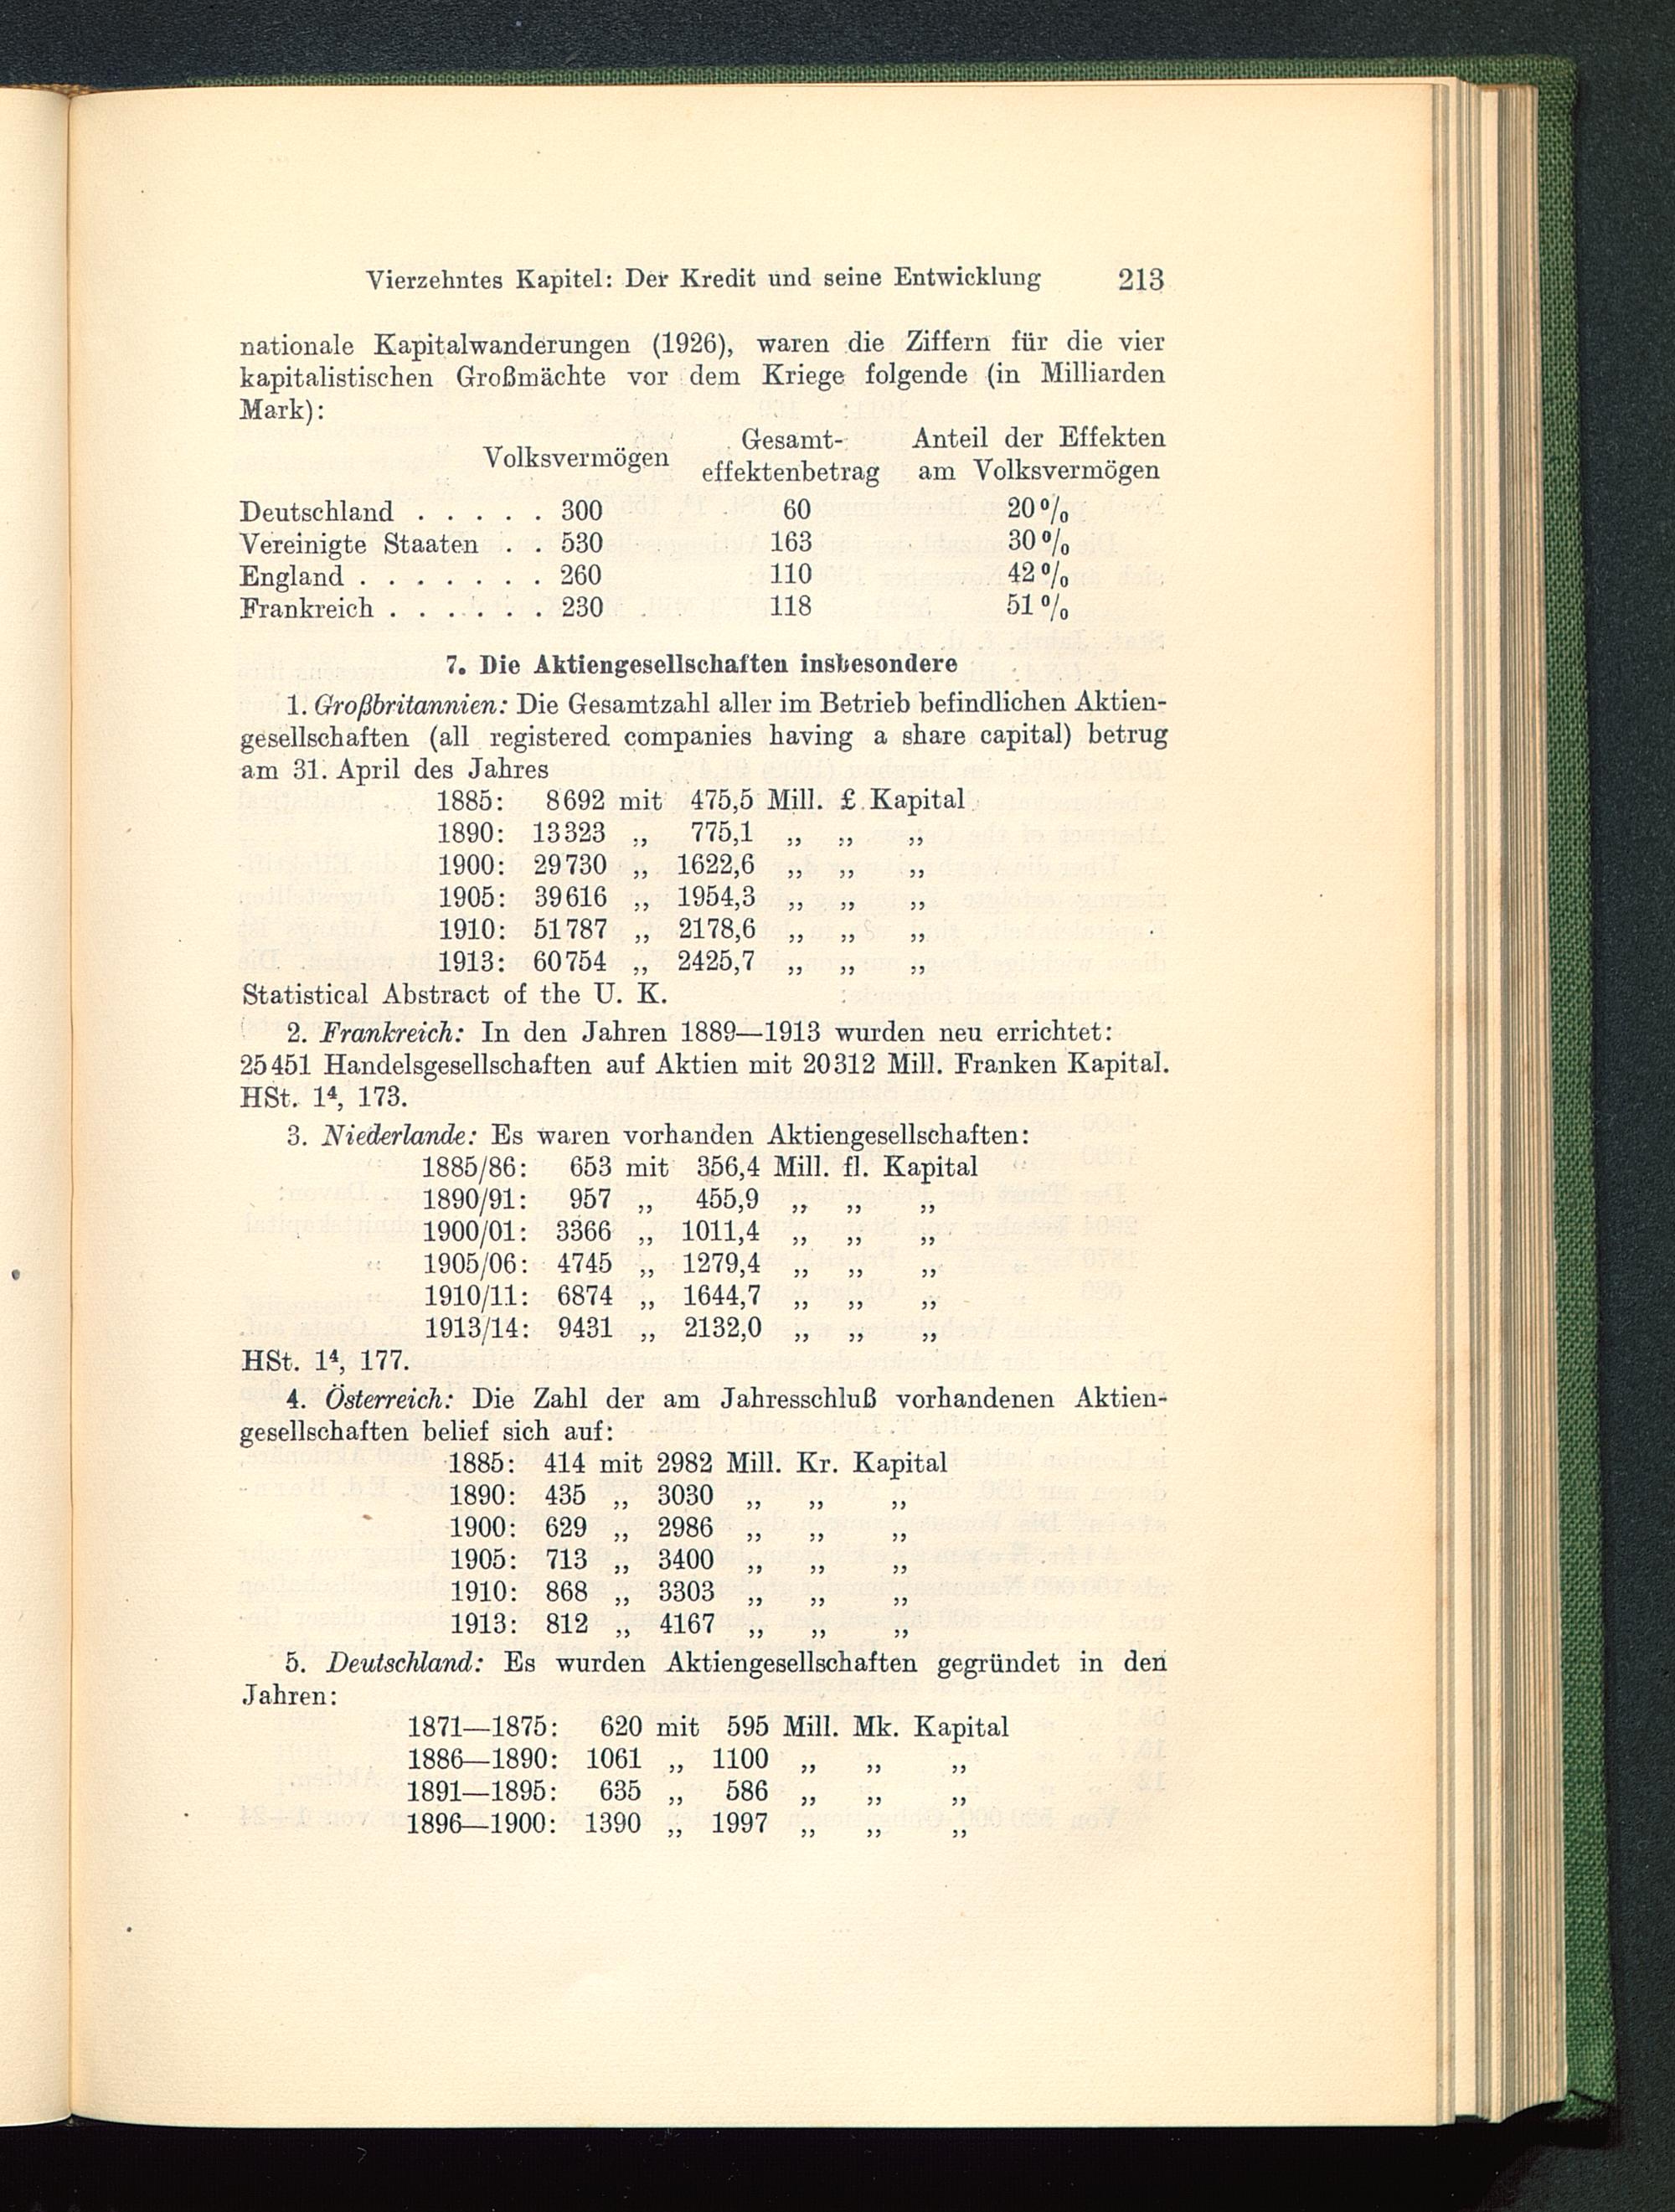 Vierzehntes Kapitel: Der Kredit und seine Entwicklung 213
nationale Kapitalwanderungen (1926), waren die Ziffern für die vier
kapitalistischen Großmächte vor dem Kriege folgende (in Milliarden
Mark):
Volksvermögen Gesamt- Anteil der Effekten
effektenbetrag am Volksvermögen
Deutschland . . . . . 300 60 20%
Vereinigte Staaten . . 530 163 30%
England . . . . . . . 260 110 42%
Frankreich . . . . . . 230 118 51%
7. Die Aktiengesellschaften insbesondere
1. Großbritannien: Die Gesamtzahl aller im Betrieb befindlichen Aktien-
gesellschaften (all registered companies having a share capital) betrug
am 31. April des Jahres
1885: 8692 mit 475,5 Mill. £ Kapital
1890: 13323 „ 775,1 „ „ „
1900: 29730 „ 1622,6 „ „ „
1905: 39616 „ 1954,3 „ „ „
1910: 51787 „ 2178,6 „ „ „
1913: 60754 „ 2425,7 „ „ „
Statistical Abstract of the U. K.
2. Frankreich: In den Jahren 1889—1913 wurden neu errichtet:
25451 Handelsgesellschaften auf Aktien mit 20312 Mill. Franken Kapital.
HSt. 1⁴, 173.
3. Niederlande: Es waren vorhanden Aktiengesellschaften:
1885/86: 653 mit 356,4 Mill. fl. Kapital
1890/91: 957 „ 455,9 „ „ „
1900/01: 3366 „ 1011,4 „ „ „
1905/06: 4745 „ 1279,4 „ „ „
1910/11: 6874 „ 1644,7 „ „ „
1913/14: 9431 „ 2132,0 „ „ „
HSt. 1⁴, 177.
4. Österreich: Die Zahl der am Jahresschluß vorhandenen Aktien-
gesellschaften belief sich auf:
1885: 414 mit 2982 Mill. Kr. Kapital
1890: 435 „ 3030 „ „ „
1900: 629 „ 2986 „ „ „
1905: 713 „ 3400 „ „ „
1910: 868 „ 3303 „ „ „
1913: 812 „ 4167 „ „ „
5. Deutschland: Es wurden Aktiengesellschaften gegründet in den
Jahren:
1871—1875: 620 mit 595 Mill. Mk. Kapital
1886—1890: 1061 „ 1100 „ „ „
1891—1895: 635 „ 586 „ „ „
1896—1900: 1390 „ 1997 „ „ „